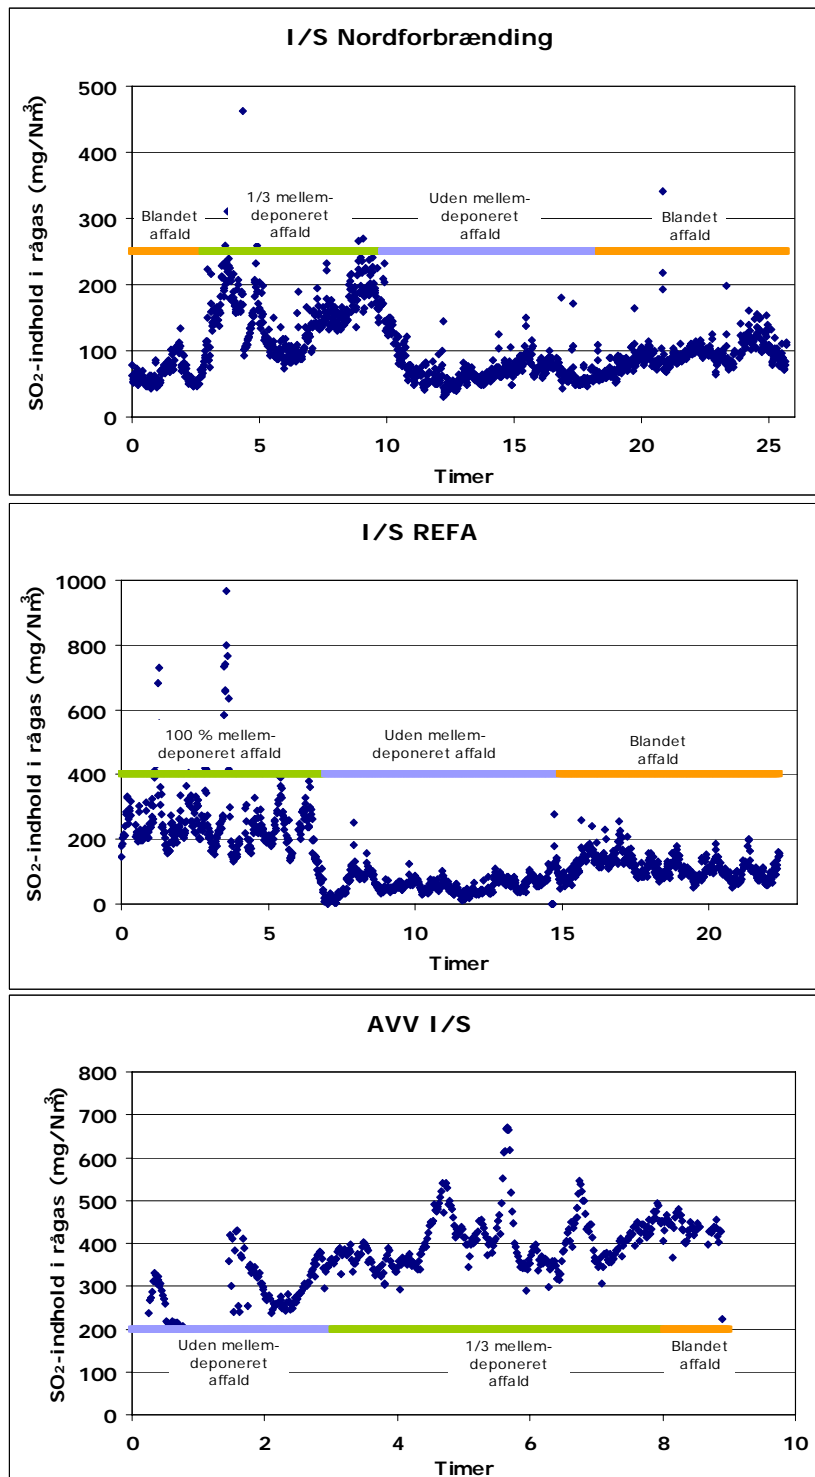 I/S Nordforbrænding
SO2-indhold i rågas (mg/Nm3)
500
400
300
200
100
0
Blandet
affald
1/3 mellem-
deponeret
affald
Uden mellem-
deponeret
affald
Blandet
affald
0 5 10 15 20 25
Timer
I/S REFA
SO2-indhold i rågas (mg/Nm3)
1000
800
600
400
200
0
100 % mellem-
deponeret affald
Uden mellem-
deponeret affald
Blandet
affald
0 5 10 15 20
Timer
AVV I/S
SO2-indhold i rågas (mg/Nm3)
800
700
600
500
400
300
200
100
0
Uden mellem-
deponeret
affald
1/3 mellem-
deponeret
affald
Blandet
affald
0 2 4 6 8 10
Timer